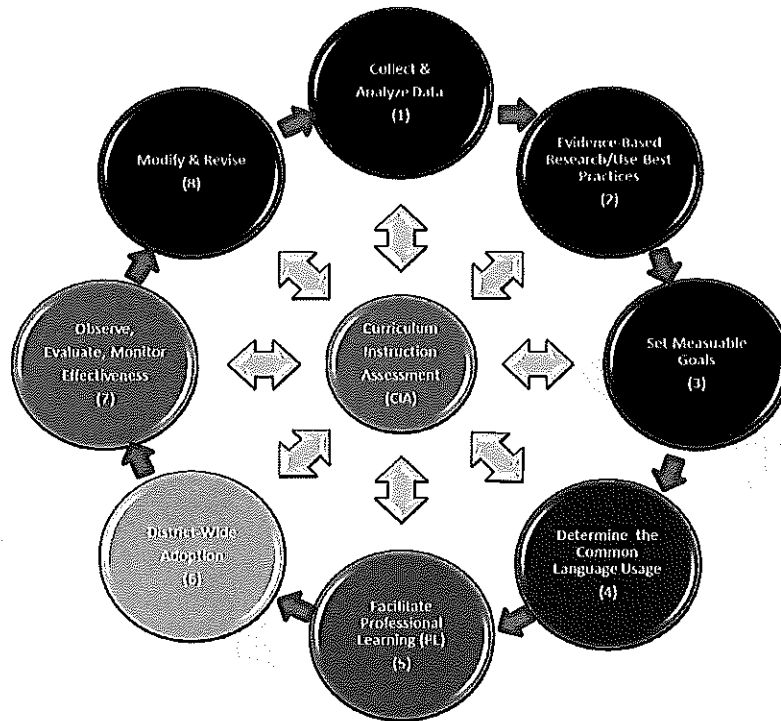 Collect &
Analyze Data
(1)
Evidence-Based
Research/Use Best
Practices
(2)
Set Measuable
Goals
(3)
Determine the
Common
Language Usage
(4)
Facilitate
Professional
Learning (PL)
(5)
District-Wide
Adoption
(6)
Observe,
Evaluate, Monitor
Effectiveness
(7)
Modify & Revise
(8)
Curriculum
Instruction
Assessment
(CIA)